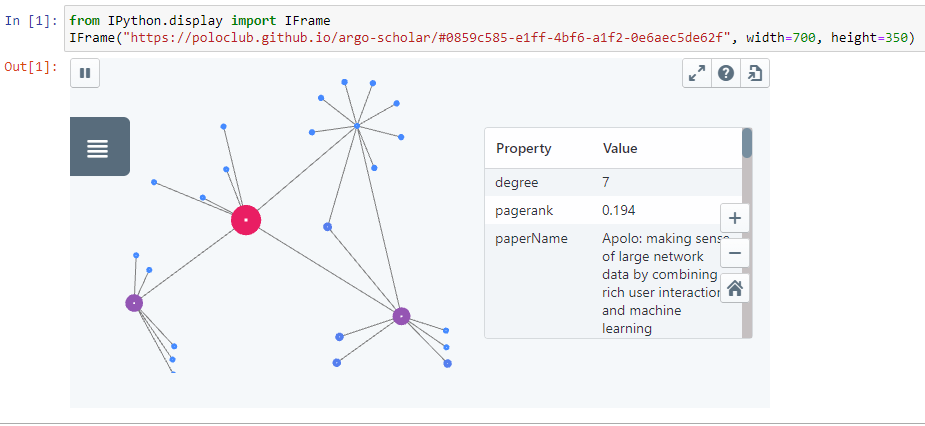 In [1]: from IPython.display import IFrame
IFrame("https://poloclub.github.io/argo-scholar/#0859c585-e1ff-4bf6-a1f2-0e6aec5de62f", width=700, height=350)
Out[1]:
Property Value
degree 7
pagerank 0.194
paperName Apolo: making sense
of large network
data by combining
rich user interaction
and machine
learning